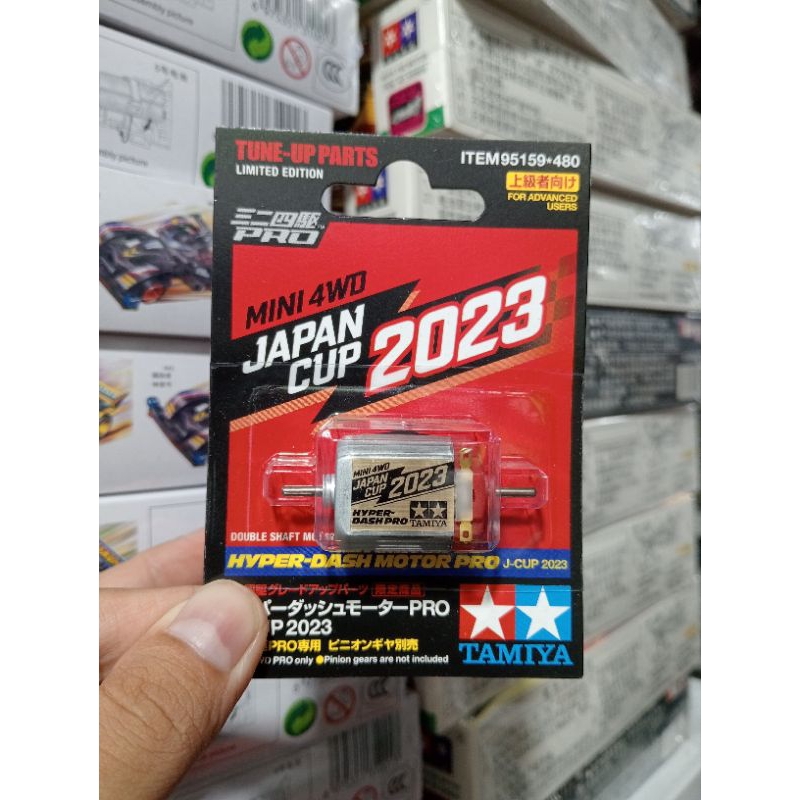 TUNE-UP PARTS
LIMITED EDITION
ITEM 95159*480
上級者向け
FOR ADVANCED
USERS
ミニ四駆
PRO
MINI 4WD
JAPAN
CUP
2023
MINI 4WD
JAPAN
CUP
2023
HYPER-
DASH PRO
TAMIYA
DOUBLE SHAFT
HYPER-DASH MOTOR PRO J-CUP 2023
グレードアップパーツ 限定商品
パーダッシュモーターPRO
UP 2023
PRO専用 ピニオンギヤ別売
PRO only ●Pinion gears are not included
TAMIYA